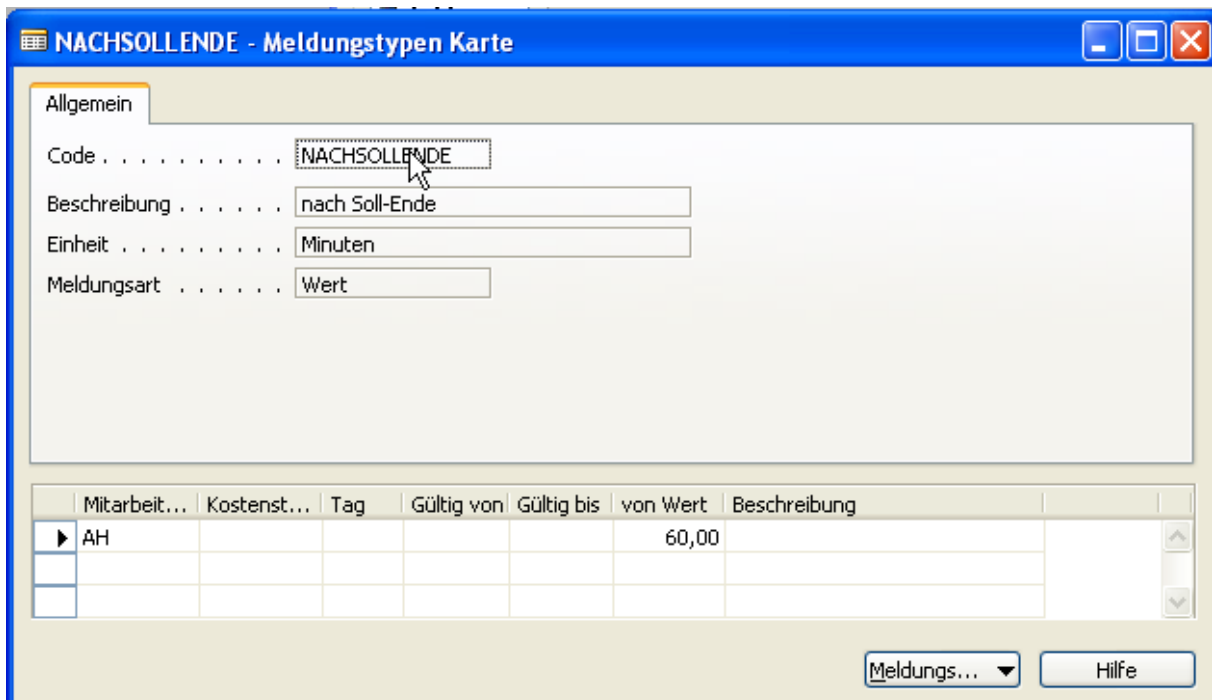 NACHSOLLENDE - Meldungstypen Karte
Allgemein
Code . . . . . . . . . . NACHSOLLENDE
Beschreibung . . . . . . nach Soll-Ende
Einheit . . . . . . . . . Minuten
Meldungsart . . . . . . Wert
Mitarbeit... Kostenst... Tag Gültig von Gültig bis von Wert Beschreibung
AH 60,00
Meldungs... Hilfe